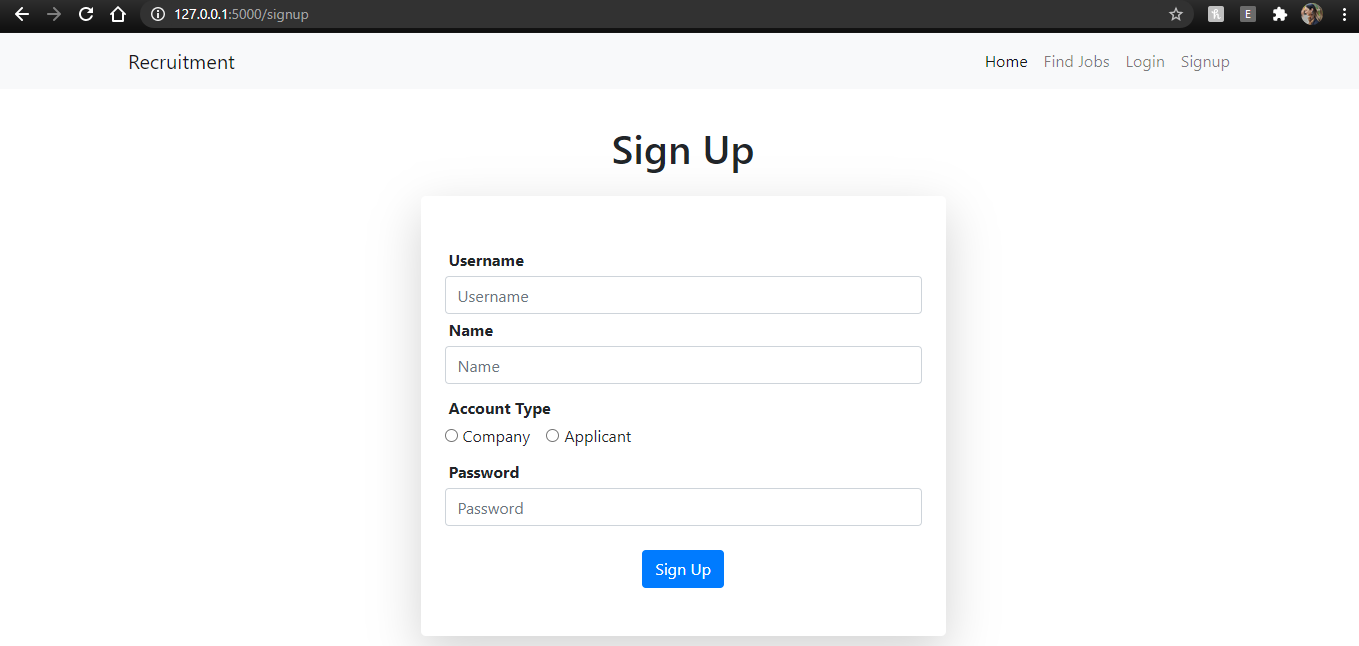 127.0.0.1:5000/signup
E
Recruitment Home Find Jobs Login Signup
Sign Up
Username
Username
Name
Name
Account Type
Company Applicant
Password
Password
Sign Up